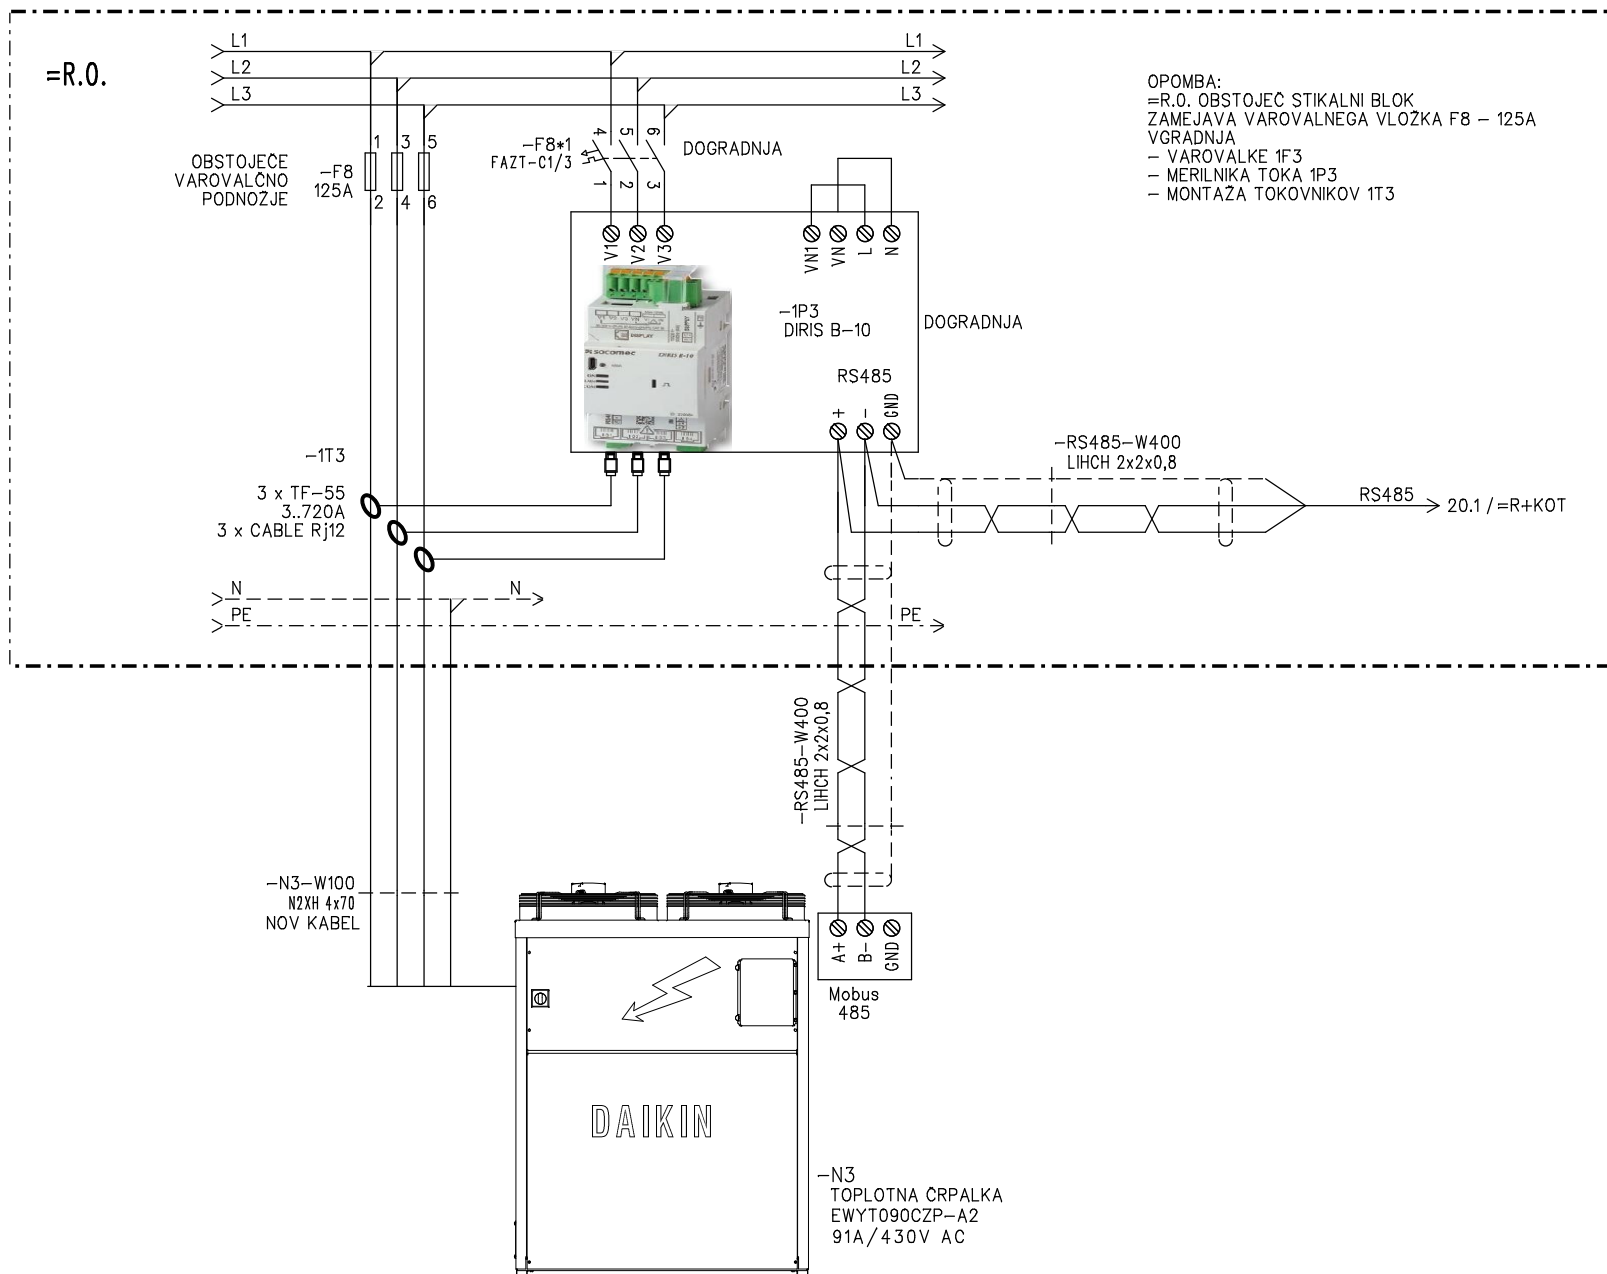 =R.O.
L1
L1
L2
L2
L3
L3
OPOMBA:
=R.O. OBSTOJEČ STIKALNI BLOK
ZAMEJAVA VAROVALNEGA VLOŽKA F8 – 125A
VGRADNJA
– VAROVALKE 1F3
– MERILNIKA TOKA 1P3
– MONTAŽA TOKOVNIKOV 1T3
OBSTOJEČE
VAROVALČNO
PODNOŽJE
–F8
125A
1 3 5
2 4 6
–F8*1
FAZT–C1/3
4 5 6
1 2 3
DOGRADNJA
V1 V2 V3
VN1 VN L N
–1P3
DIRIS B–10
DOGRADNJA
DISPLAY
socomec
DIRIS B-10
RS485
+ – GND
–1T3
3 x TF–55
3..720A
3 x CABLE Rj12
–RS485–W400
LIHCH 2x2x0,8
RS485
20.1 / =R+KOT
N
N
PE
PE
–RS485–W400
LIHCH 2x2x0,8
–N3–W100
N2XH 4x70
NOV KABEL
A+ B– GND
Mobus
485
DAIKIN
–N3
TOPLOTNA ČRPALKA
EWYT090CZP–A2
91A/430V AC